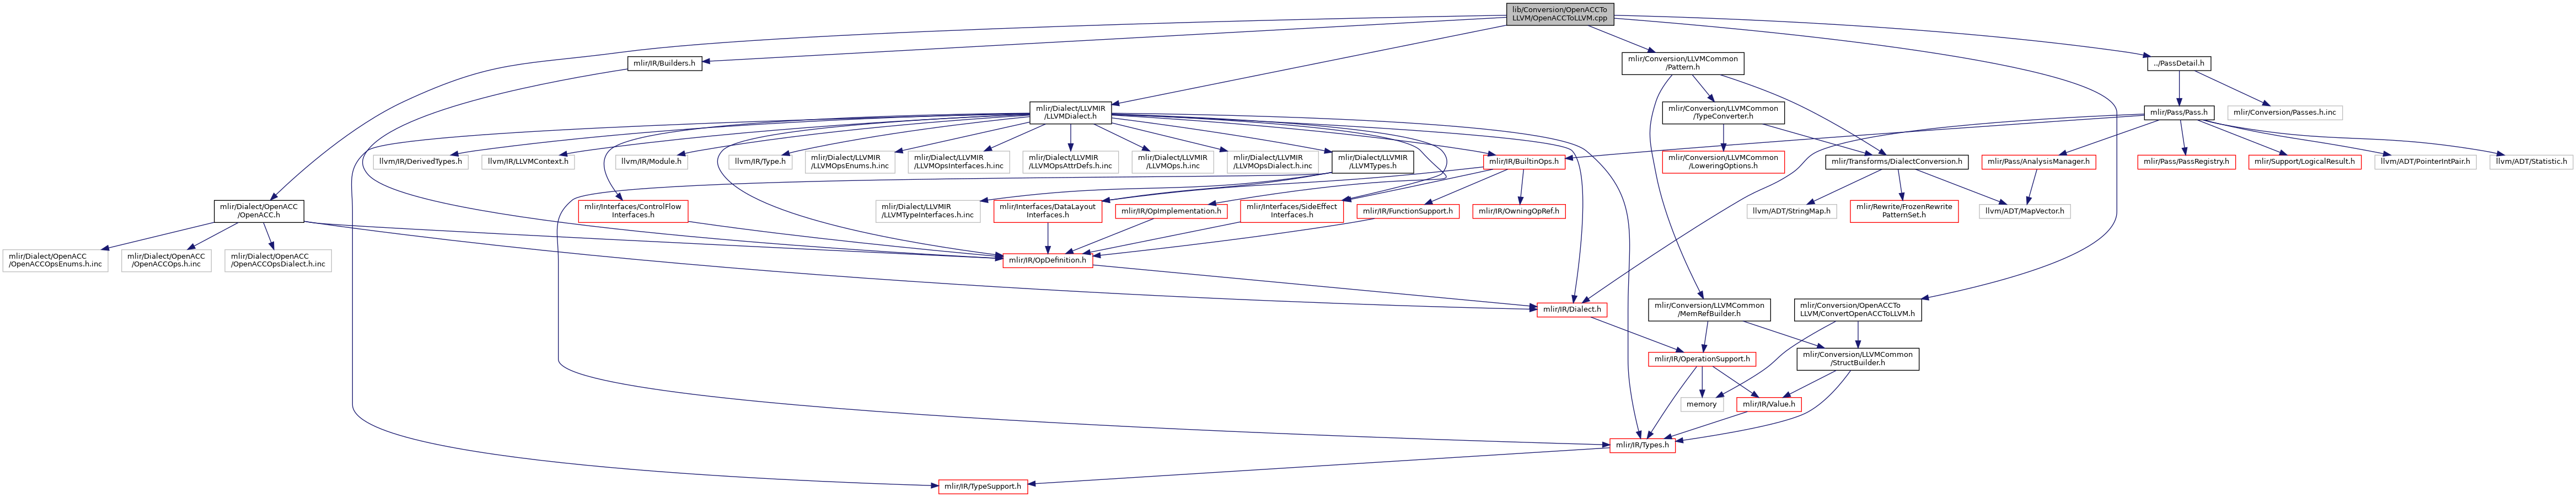 lib/Conversion/OpenACCTo
LLVM/OpenACCToLLVM.cpp
mlir/IR/Builders.h
mlir/Conversion/LLVMCommon
/Pattern.h
../PassDetail.h
mlir/Dialect/LLVMIR
/LLVMDialect.h
mlir/Conversion/LLVMCommon
/TypeConverter.h
mlir/Pass/Pass.h
mlir/Conversion/Passes.h.inc
llvm/IR/DerivedTypes.h
llvm/IR/LLVMContext.h
llvm/IR/Module.h
llvm/IR/Type.h
mlir/Dialect/LLVMIR
/LLVMOpsEnums.h.inc
mlir/Dialect/LLVMIR
/LLVMOpsInterfaces.h.inc
mlir/Dialect/LLVMIR
/LLVMOpsAttrDefs.h.inc
mlir/Dialect/LLVMIR
/LLVMOps.h.inc
mlir/Dialect/LLVMIR
/LLVMOpsDialect.h.inc
mlir/Dialect/LLVMIR
/LLVMTypes.h
mlir/IR/BuiltinOps.h
mlir/Conversion/LLVMCommon
/LoweringOptions.h
mlir/Transforms/DialectConversion.h
mlir/Pass/AnalysisManager.h
mlir/Pass/PassRegistry.h
mlir/Support/LogicalResult.h
llvm/ADT/PointerIntPair.h
llvm/ADT/Statistic.h
mlir/Dialect/OpenACC
/OpenACC.h
mlir/Interfaces/ControlFlow
Interfaces.h
mlir/Dialect/LLVMIR
/LLVMTypeInterfaces.h.inc
mlir/Interfaces/DataLayout
Interfaces.h
mlir/IR/OpImplementation.h
mlir/Interfaces/SideEffect
Interfaces.h
mlir/IR/FunctionSupport.h
mlir/IR/OwningOpRef.h
llvm/ADT/StringMap.h
mlir/Rewrite/FrozenRewrite
PatternSet.h
llvm/ADT/MapVector.h
mlir/Dialect/OpenACC
/OpenACCOpsEnums.h.inc
mlir/Dialect/OpenACC
/OpenACCOps.h.inc
mlir/Dialect/OpenACC
/OpenACCOpsDialect.h.inc
mlir/IR/OpDefinition.h
mlir/IR/Dialect.h
mlir/Conversion/LLVMCommon
/MemRefBuilder.h
mlir/Conversion/OpenACCTo
LLVM/ConvertOpenACCToLLVM.h
mlir/IR/OperationSupport.h
mlir/Conversion/LLVMCommon
/StructBuilder.h
memory
mlir/IR/Value.h
mlir/IR/Types.h
mlir/IR/TypeSupport.h